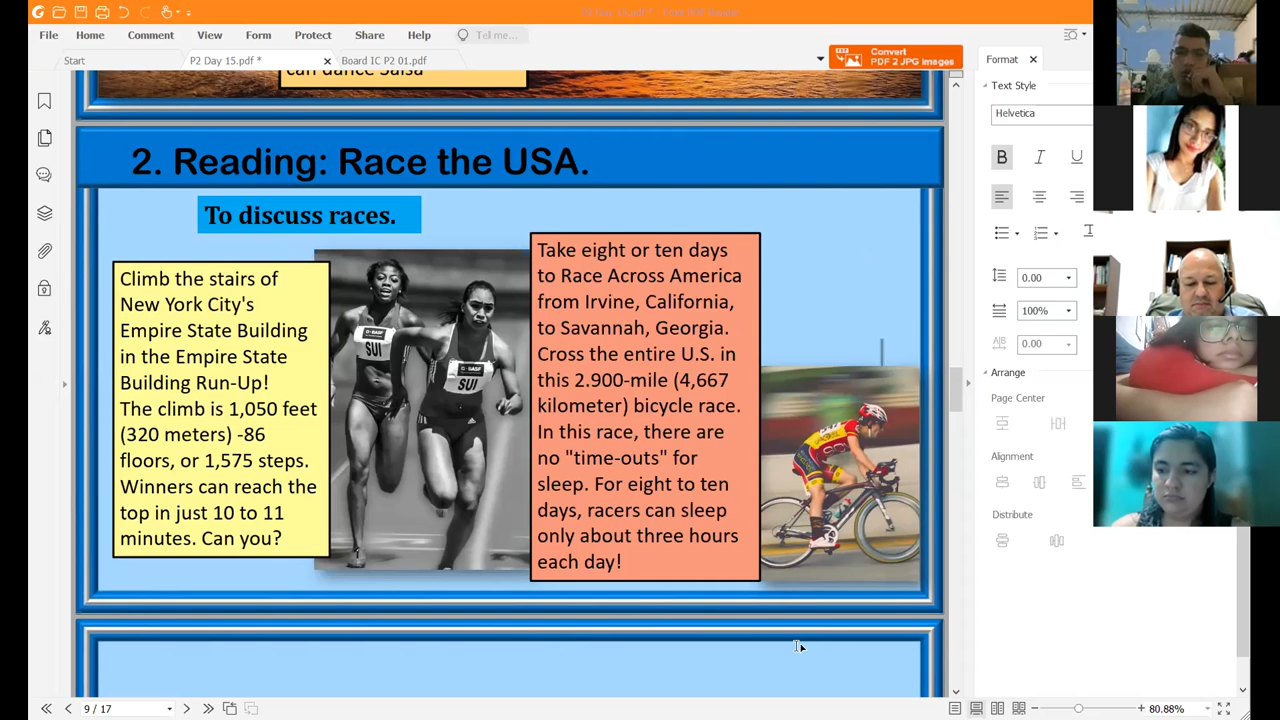 File Home Comment View Form Protect Share Help Tell me...
Start P2 Day 15.pdf * Board IC P2 01.pdf
Convert
PDF 2 JPG Images
Format
Text Style
Helvetica
B I U
0.00
100%
0.00
Arrange
Page Center
Alignment
Distribute
can dance Salsa
2. Reading: Race the USA.
To discuss races.
Climb the stairs of
New York City's
Empire State Building
in the Empire State
Building Run-Up!
The climb is 1,050 feet
(320 meters) -86
floors, or 1,575 steps.
Winners can reach the
top in just 10 to 11
minutes. Can you?
SUI
SUI
Take eight or ten days
to Race Across America
from Irvine, California,
to Savannah, Georgia.
Cross the entire U.S. in
this 2.900-mile (4,667
kilometer) bicycle race.
In this race, there are
no "time-outs" for
sleep. For eight to ten
days, racers can sleep
only about three hours
each day!
9 / 17
80.88%